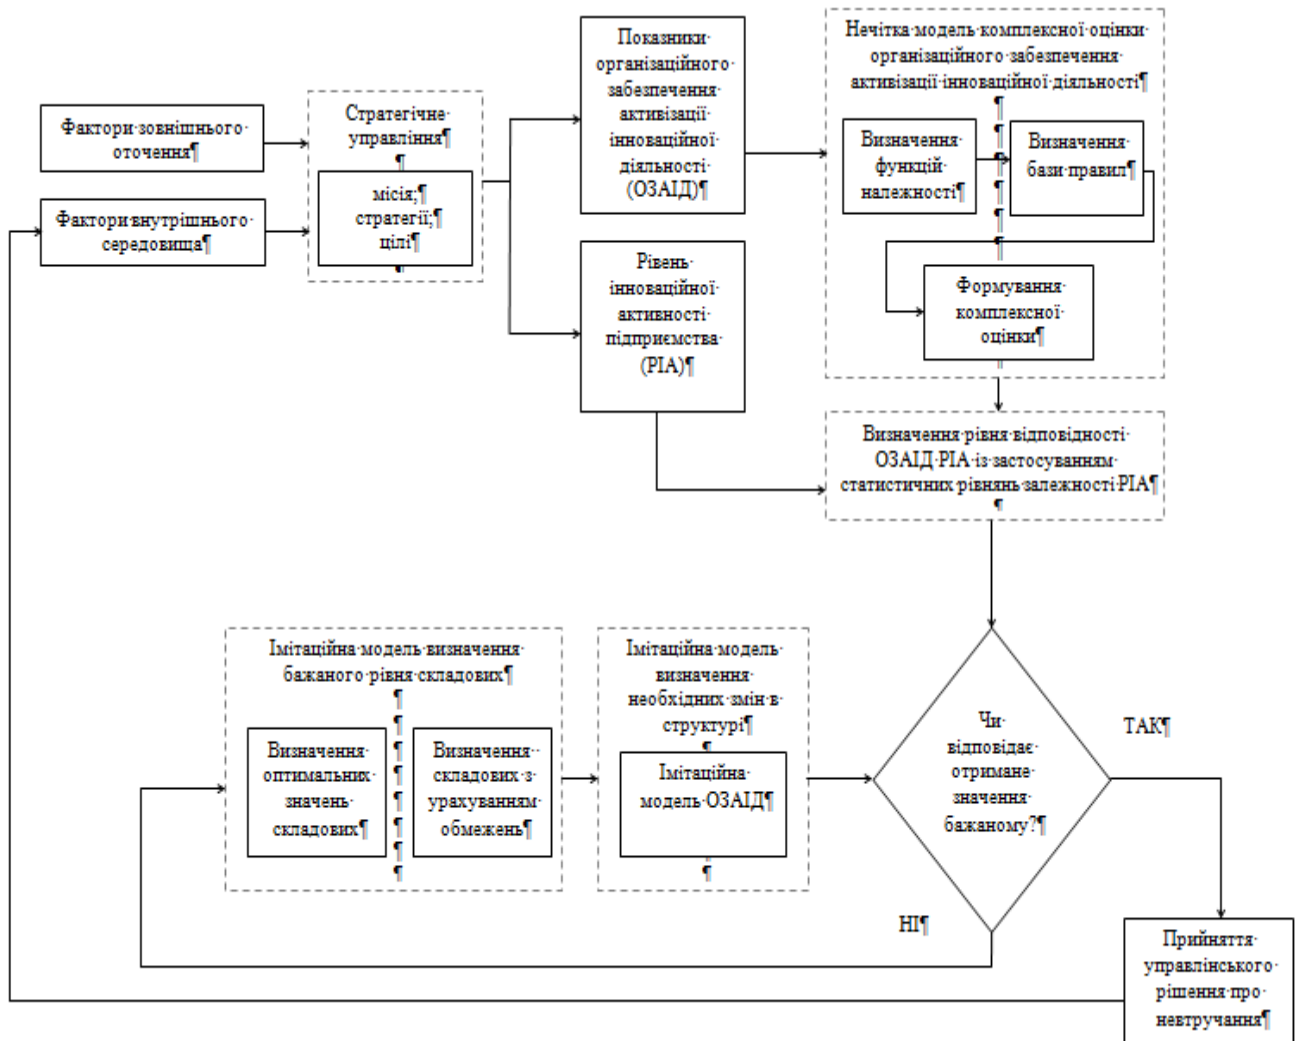 Фактори зовнішнього
оточення¶
Фактори внутрішнього
середовища¶
Стратегічне
управління¶
¶
місія;¶
стратегії;¶
цілі¶
¶
Показники
організаційного
забезпечення
активізації
інноваційної
діяльності
(ОЗАІД)¶
Рівень
інноваційної
активності
підприємства
(РІА)¶
Нечітка модель комплексної оцінки
організаційного забезпечення
активізації інноваційної діяльності¶
¶
¶
¶
¶
¶
¶
¶
Визначення
функцій
належності¶
Визначення
бази правил¶
Формування
комплексної
оцінки¶
Визначення рівня відповідності
ОЗАІД РІА із застосуванням
статистичних рівнянь залежності РІА¶
¶
Імітаційна модель визначення
бажаного рівня складових¶
¶
¶
¶
¶
¶
¶
¶
¶
Визначення
оптимальних
значень
складових¶
Визначення
складових з
урахуванням
обмежень¶
Імітаційна модель
визначення
необхідних змін в
структурі¶
¶
Імітаційна
модель ОЗАІД¶
¶
Чи
відповідає
отримане
значення
бажаному?¶
ТАК¶
НІ¶
Прийняття
управлінського
рішення про
невтручання¶